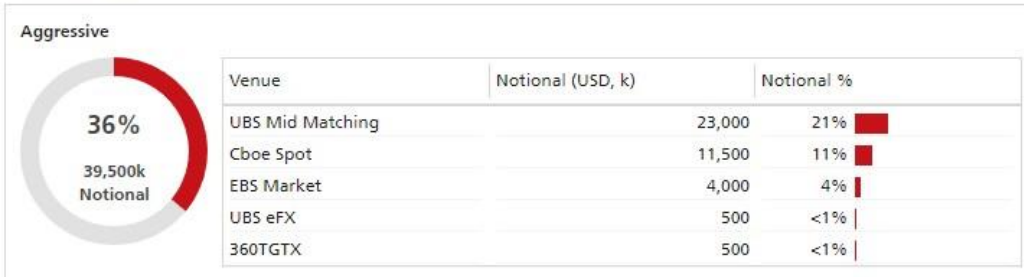 Aggressive
36%
39,500k
Notional
Venue Notional (USD, k) Notional %
UBS Mid Matching 23,000 21%
Cboe Spot 11,500 11%
EBS Market 4,000 4%
UBS eFX 500 <1%
360TGTX 500 <1%